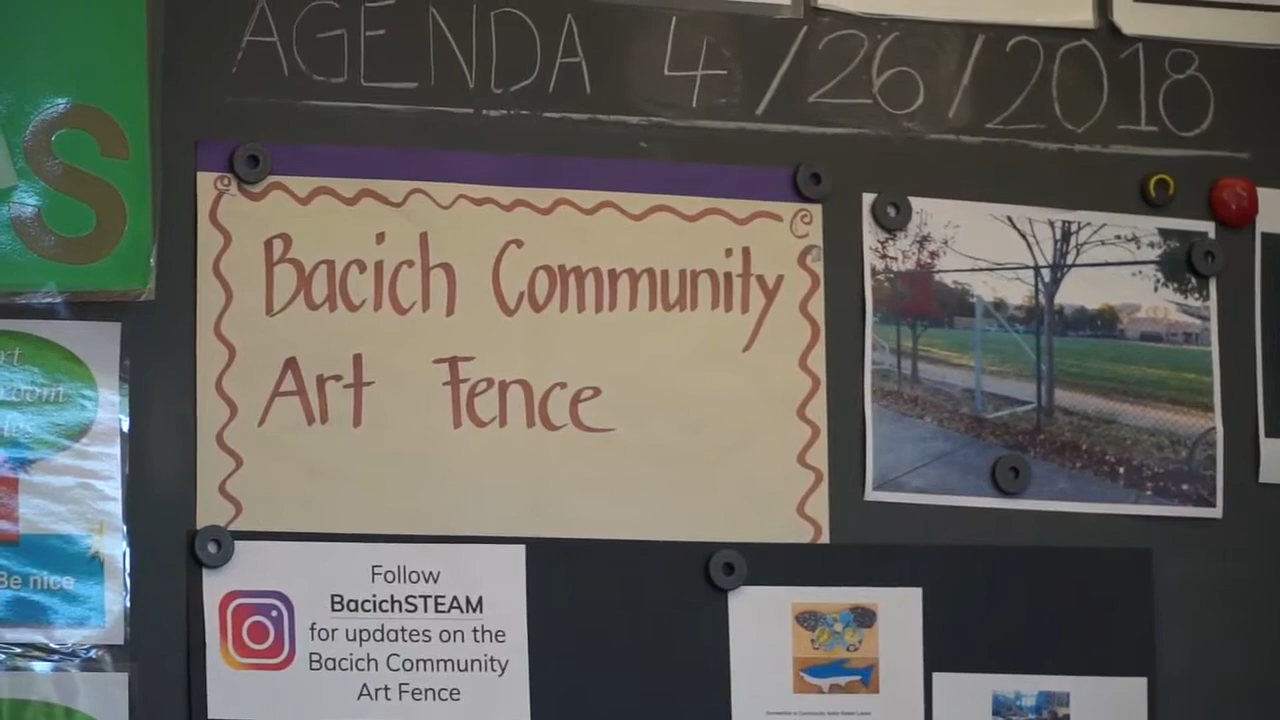 AGENDA 4/26/2018
S
Bacich Community
Art Fence
Be nice
Follow
BacichSTEAM
for updates on the
Bacich Community
Art Fence